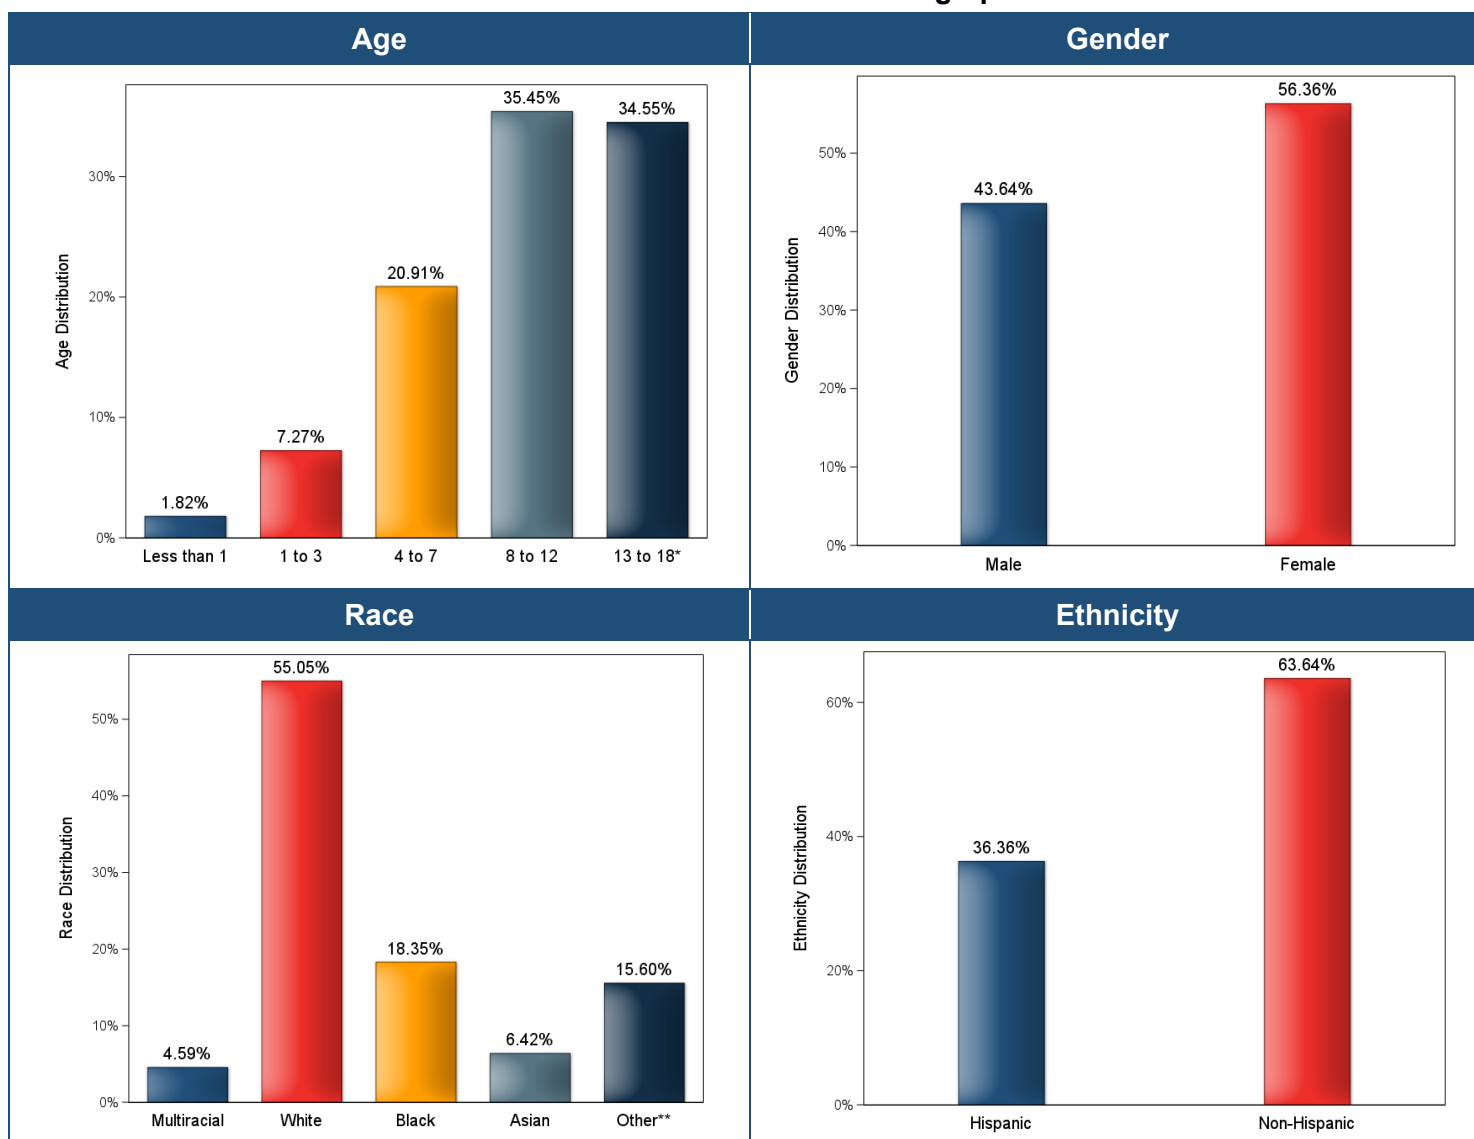 Age
Gender
Age Distribution
30%
20%
10%
0%
1.82%
7.27%
20.91%
35.45%
34.55%
Less than 1 1 to 3 4 to 7 8 to 12 13 to 18*
Gender Distribution
50%
40%
30%
20%
10%
0%
43.64%
56.36%
Male Female
Race
Ethnicity
Race Distribution
50%
40%
30%
20%
10%
0%
4.59%
55.05%
18.35%
6.42%
15.60%
Multiracial White Black Asian Other**
Ethnicity Distribution
60%
40%
20%
0%
36.36%
63.64%
Hispanic Non-Hispanic